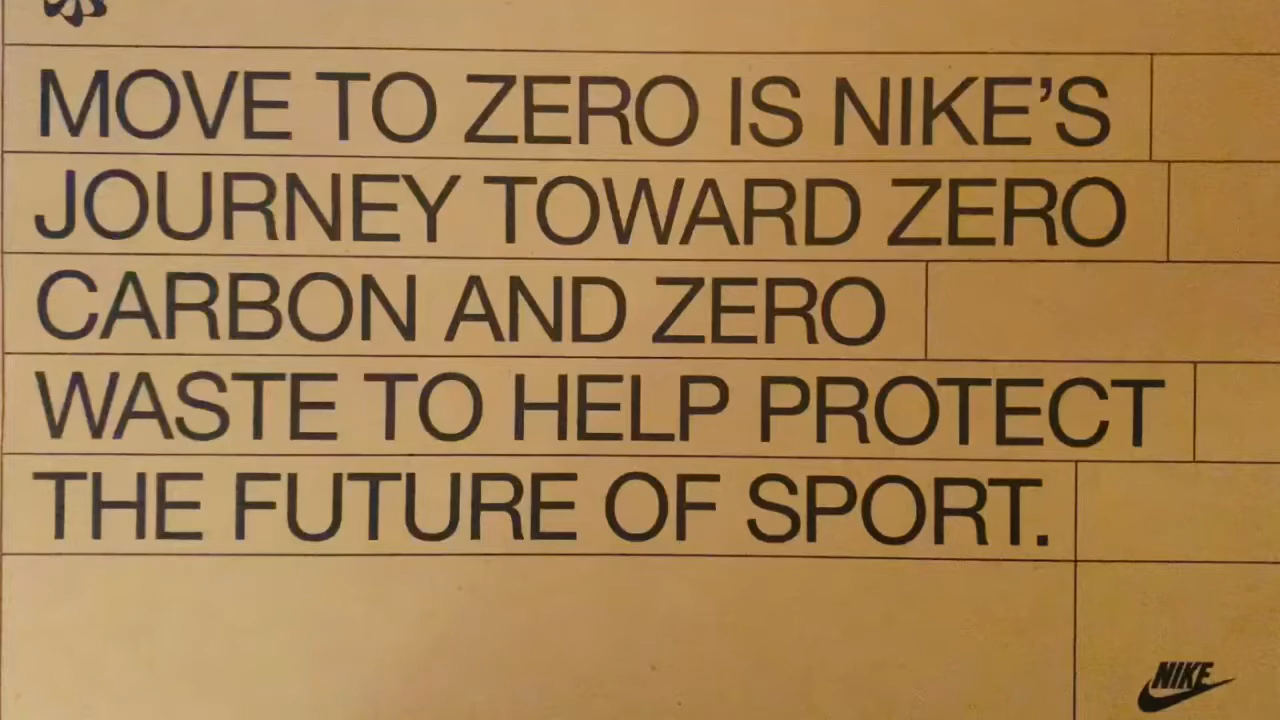 MOVE TO ZERO IS NIKE’S
JOURNEY TOWARD ZERO
CARBON AND ZERO
WASTE TO HELP PROTECT
THE FUTURE OF SPORT.
NIKE